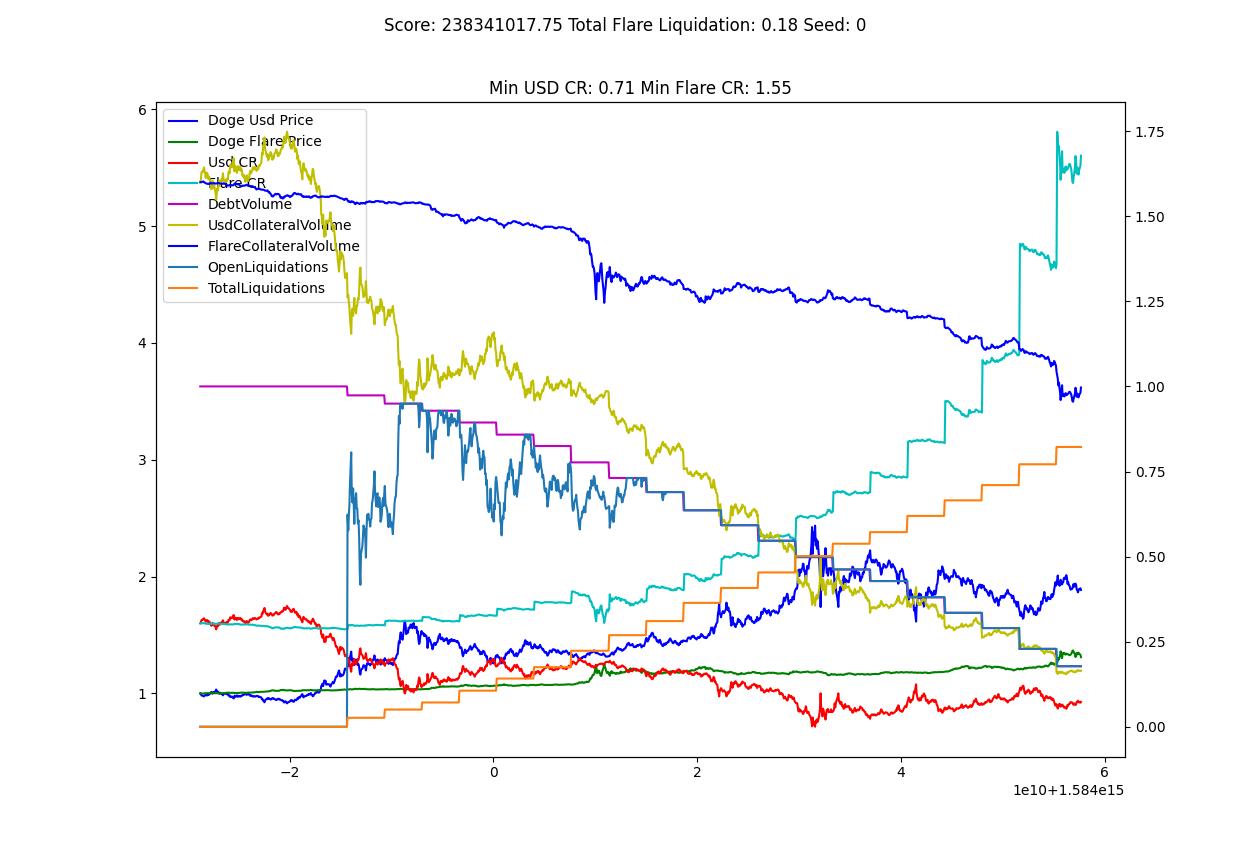 Score: 238341017.75 Total Flare Liquidation: 0.18 Seed: 0
Min USD CR: 0.71 Min Flare CR: 1.55
Doge Usd Price
Doge Flare Price
Usd CR
Flare CR
DebtVolume
UsdCollateralVolume
FlareCollateralVolume
OpenLiquidations
TotalLiquidations
6
5
4
3
2
1
1.75
1.50
1.25
1.00
0.75
0.50
0.25
0.00
−2
0
2
4
6
1e10+1.584e15